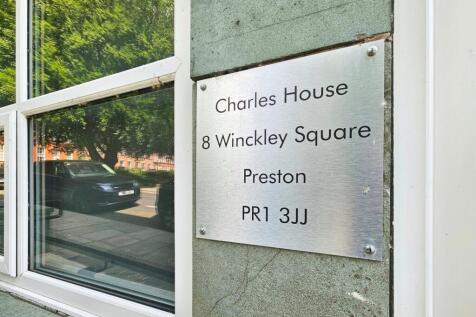 Charles House
8 Winckley Square
Preston
PR1 3JJ